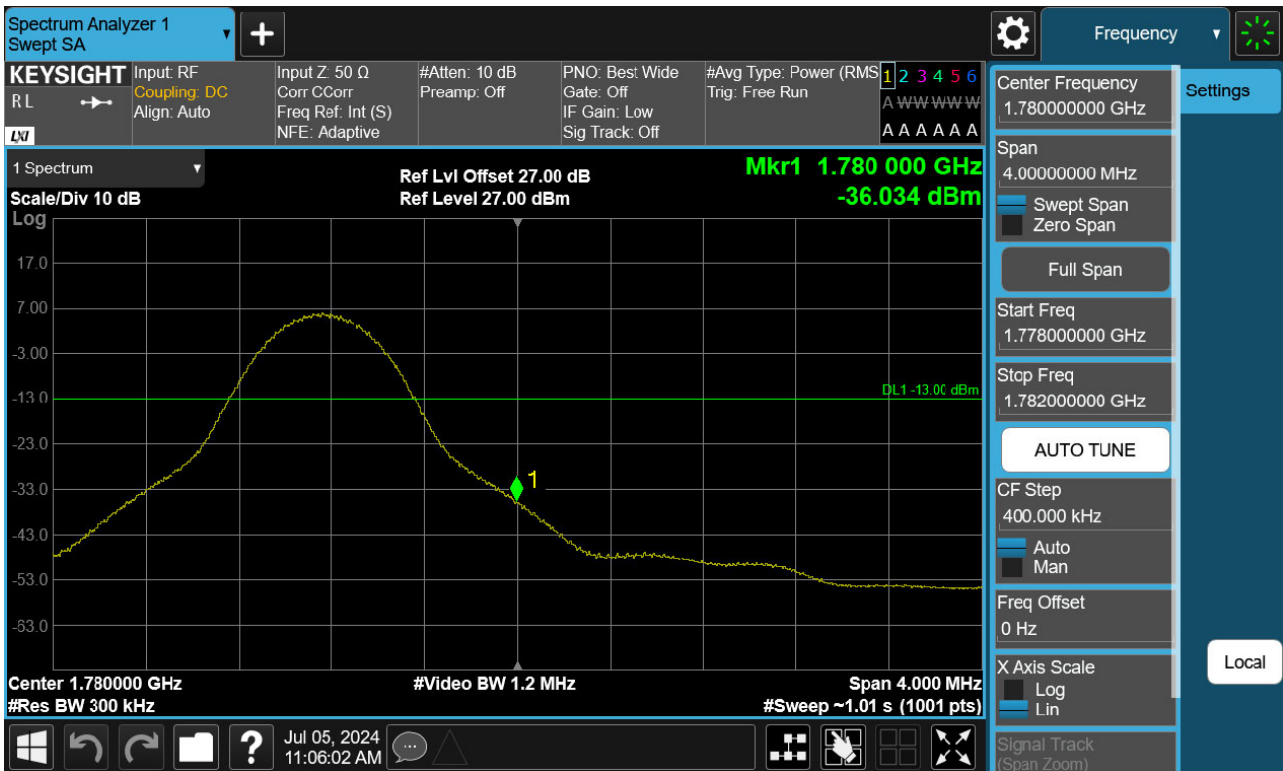 Spectrum Analyzer 1
Swept SA
+
Frequency
KEYSIGHT
RL
LXI
Input: RF
Coupling: DC
Align: Auto
Input Z: 50 Ω
Corr CCorr
Freq Ref: Int (S)
NFE: Adaptive
#Atten: 10 dB
Preamp: Off
PNO: Best Wide
Gate: Off
IF Gain: Low
Sig Track: Off
#Avg Type: Power (RMS
Trig: Free Run
1 2 3 4 5 6
A W W W W W
A A A A A A
1 Spectrum
Scale/Div 10 dB
Ref Lvl Offset 27.00 dB
Ref Level 27.00 dBm
Mkr1 1.780 000 GHz
-36.034 dBm
Log
17.0
7.00
-3.00
-13.0
-23.0
-33.0
-43.0
-53.0
-63.0
DL1 -13.00 dBm
1
Center 1.780000 GHz
#Video BW 1.2 MHz
Span 4.000 MHz
#Res BW 300 kHz
#Sweep ~1.01 s (1001 pts)
Center Frequency
1.780000000 GHz
Settings
Span
4.00000000 MHz
Swept Span
Zero Span
Full Span
Start Freq
1.778000000 GHz
Stop Freq
1.782000000 GHz
AUTO TUNE
CF Step
400.000 kHz
Auto
Man
Freq Offset
0 Hz
X Axis Scale
Log
Lin
Local
Signal Track
(Span Zoom)
?
Jul 05, 2024
11:06:02 AM